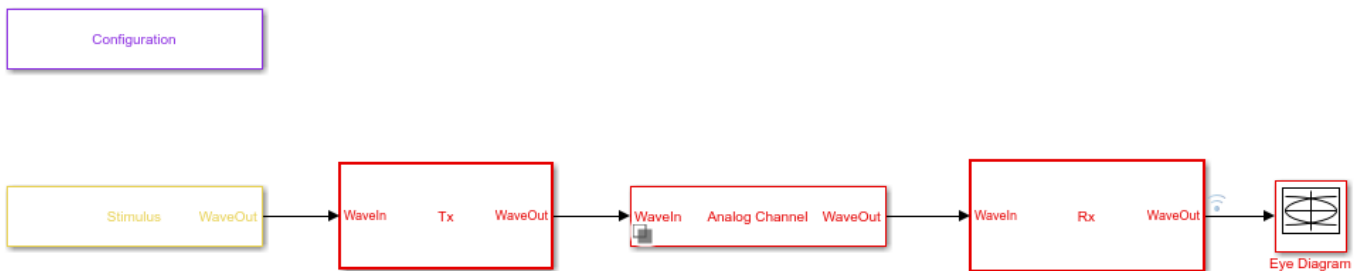 Configuration
Stimulus WaveOut WaveIn Tx WaveOut WaveIn Analog Channel WaveOut WaveIn Rx WaveOut
Eye Diagram